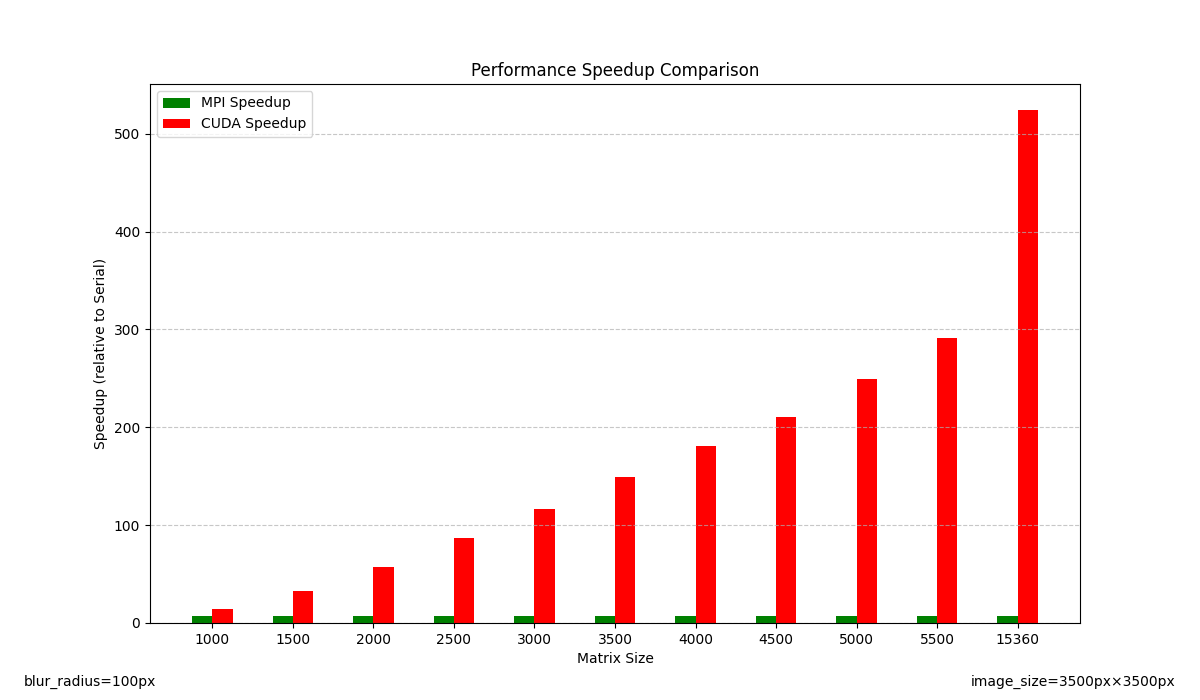 Performance Speedup Comparison
MPI Speedup
CUDA Speedup
Speedup (relative to Serial)
500
400
300
200
100
0
1000 1500 2000 2500 3000 3500 4000 4500 5000 5500 15360
Matrix Size
blur_radius=100px image_size=3500px×3500px